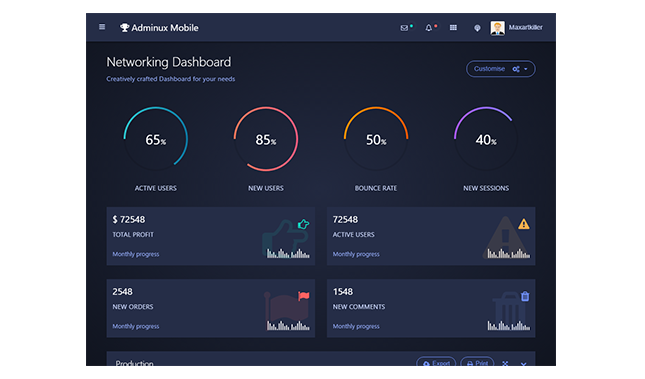 Adminux Mobile
Maxartkiller
Networking Dashboard
Creatively crafted Dashboard for your needs
Customise
65%
85%
50%
40%
ACTIVE USERS
NEW USERS
BOUNCE RATE
NEW SESSIONS
$ 72548
TOTAL PROFIT
Monthly progress
72548
ACTIVE USERS
Monthly progress
2548
NEW ORDERS
Monthly progress
1548
NEW COMMENTS
Monthly progress
Production
Export
Print